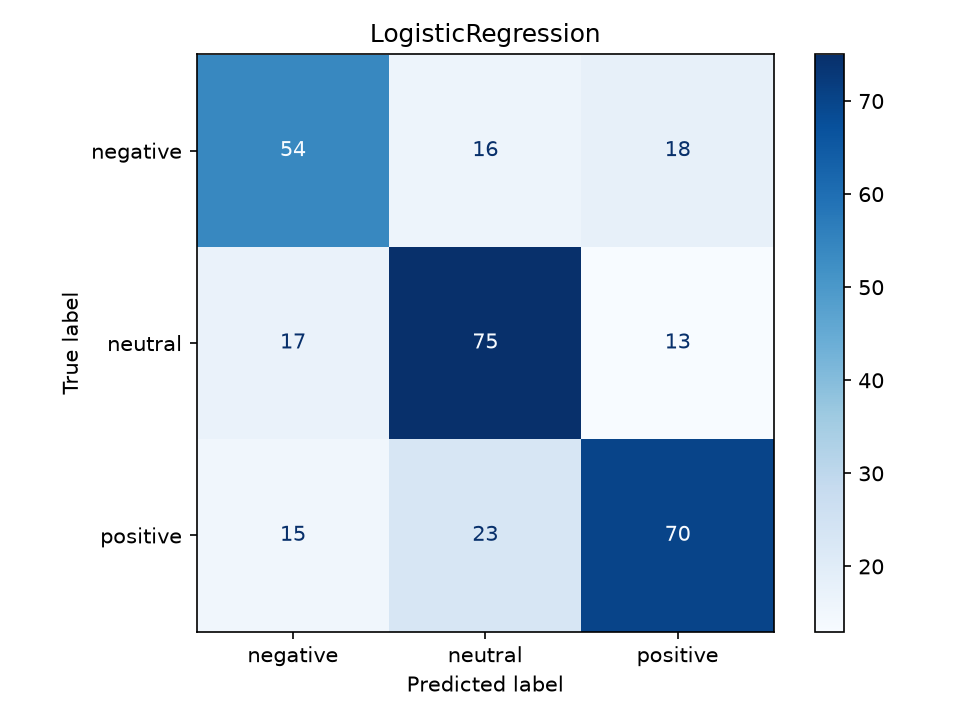 LogisticRegression
negative 54 16 18
neutral 17 75 13
positive 15 23 70
negative neutral positive
Predicted label
True label
70
60
50
40
30
20